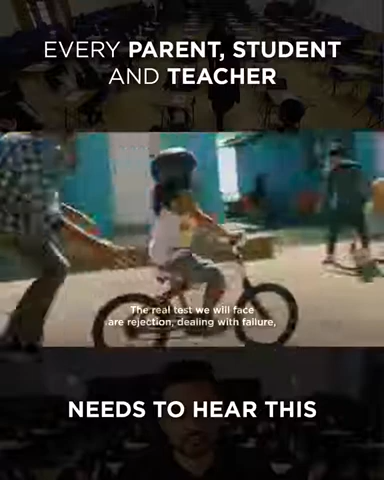 EVERY PARENT, STUDENT
AND TEACHER
The real test we will face
are rejection, dealing with failure,
NEEDS TO HEAR THIS